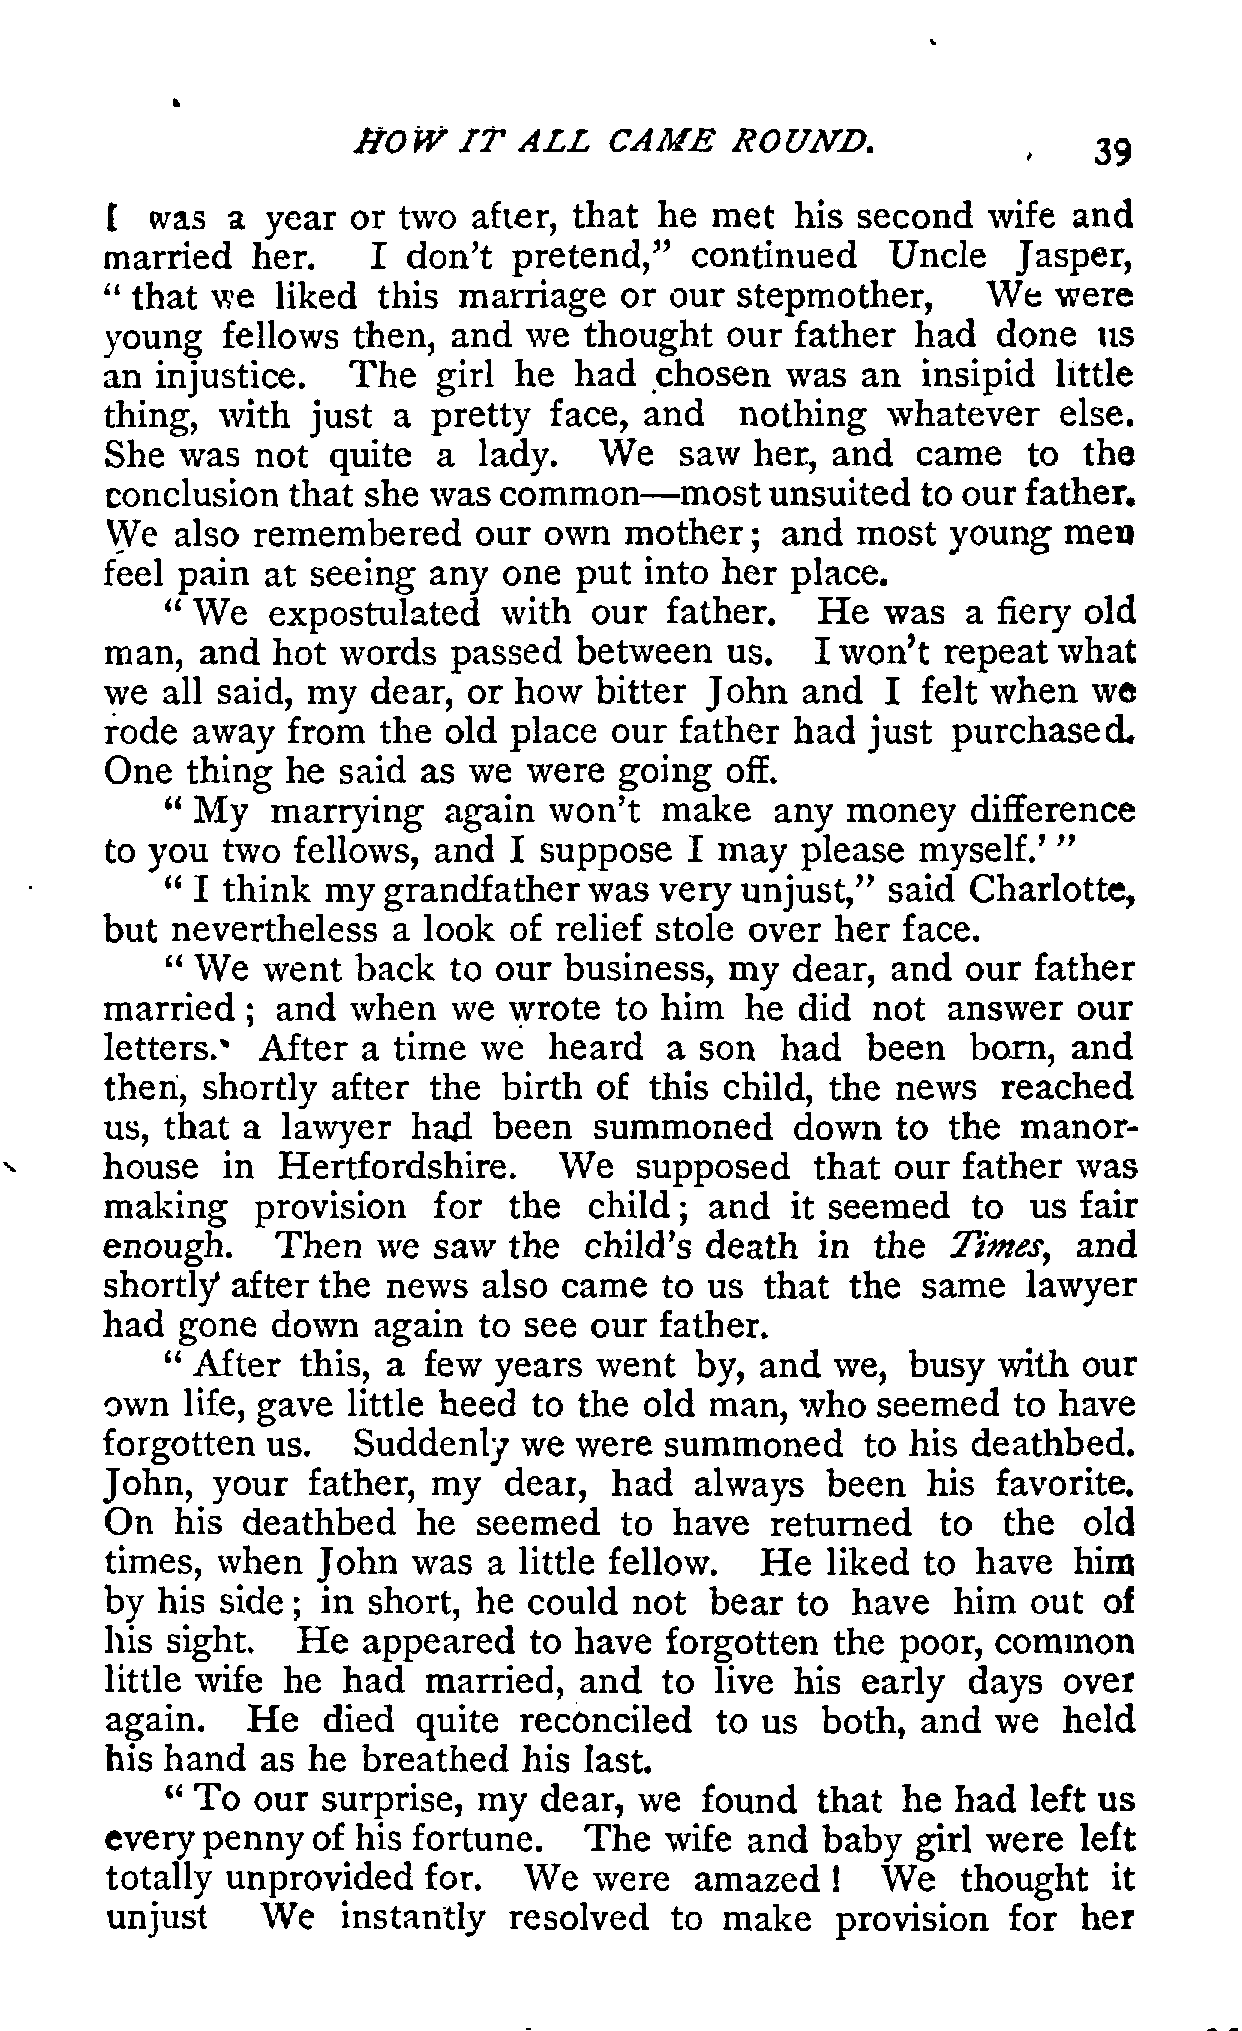 HOW IT ALL CAME ROUND. 39
I was a year or two after, that he met his second wife and
married her. I don't pretend," continued Uncle Jasper,
"that we liked this marriage or our stepmother, We were
young fellows then, and we thought our father had done us
an injustice. The girl he had chosen was an insipid little
thing, with just a pretty face, and nothing whatever else.
She was not quite a lady. We saw her, and came to the
conclusion that she was common—most unsuited to our father.
We also remembered our own mother; and most young men
feel pain at seeing any one put into her place.
"We expostulated with our father. He was a fiery old
man, and hot words passed between us. I won't repeat what
we all said, my dear, or how bitter John and I felt when we
rode away from the old place our father had just purchased.
One thing he said as we were going off.
"My marrying again won't make any money difference
to you two fellows, and I suppose I may please myself.'"
"I think my grandfather was very unjust," said Charlotte,
but nevertheless a look of relief stole over her face.
"We went back to our business, my dear, and our father
married; and when we wrote to him he did not answer our
letters. After a time we heard a son had been born, and
then, shortly after the birth of this child, the news reached
us, that a lawyer had been summoned down to the manor-
house in Hertfordshire. We supposed that our father was
making provision for the child; and it seemed to us fair
enough. Then we saw the child's death in the Times, and
shortly after the news also came to us that the same lawyer
had gone down again to see our father.
"After this, a few years went by, and we, busy with our
own life, gave little heed to the old man, who seemed to have
forgotten us. Suddenly we were summoned to his deathbed.
John, your father, my dear, had always been his favorite.
On his deathbed he seemed to have returned to the old
times, when John was a little fellow. He liked to have him
by his side; in short, he could not bear to have him out of
his sight. He appeared to have forgotten the poor, common
little wife he had married, and to live his early days over
again. He died quite reconciled to us both, and we held
his hand as he breathed his last.
"To our surprise, my dear, we found that he had left us
every penny of his fortune. The wife and baby girl were left
totally unprovided for. We were amazed! We thought it
unjust We instantly resolved to make provision for her